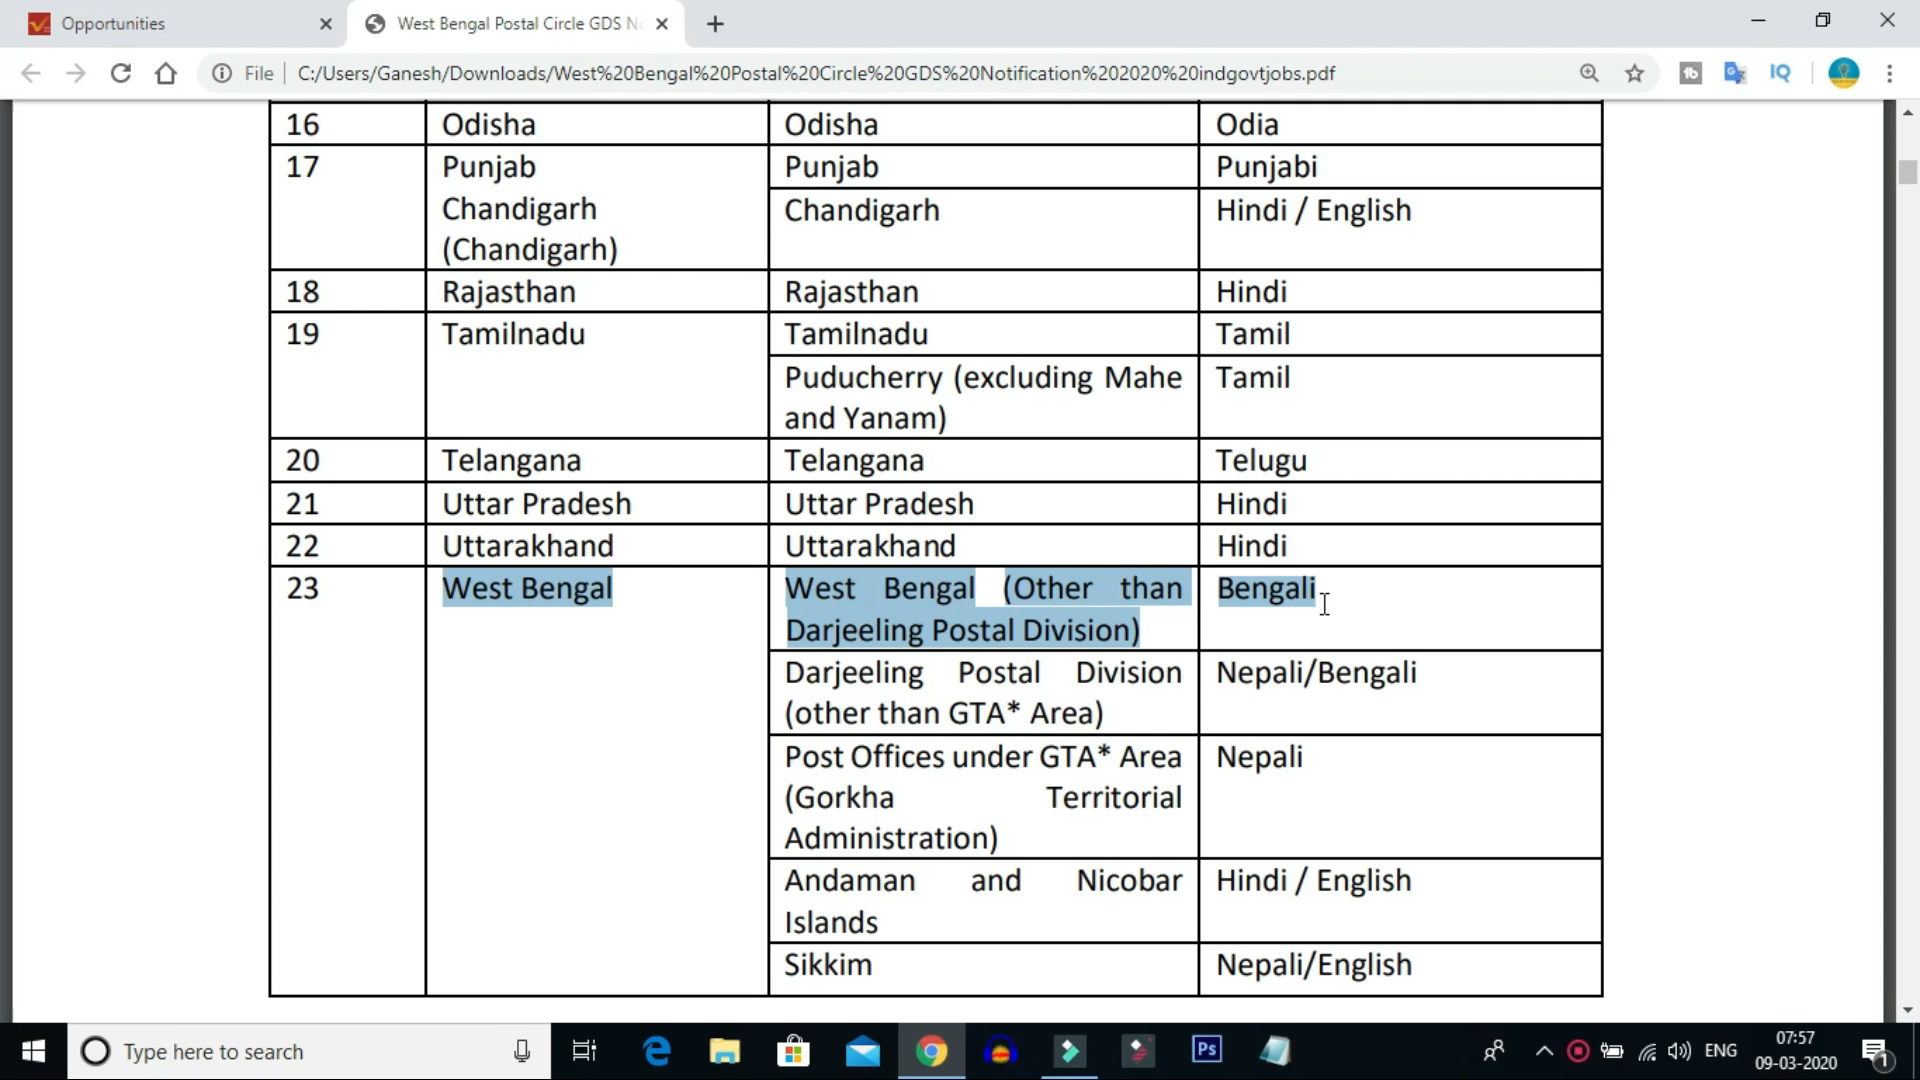 Opportunities
West Bengal Postal Circle GDS N
File
C:/Users/Ganesh/Downloads/West%20Bengal%20Postal%20Circle%20GDS%20Notification%202020%20indgovtjobs.pdf
16 Odisha Odisha Odia
17 Punjab Punjab Punjabi
Chandigarh Chandigarh Hindi / English
(Chandigarh)
18 Rajasthan Rajasthan Hindi
19 Tamilnadu Tamilnadu Tamil
Puducherry (excluding Mahe Tamil
and Yanam)
20 Telangana Telangana Telugu
21 Uttar Pradesh Uttar Pradesh Hindi
22 Uttarakhand Uttarakhand Hindi
23 West Bengal West Bengal (Other than Bengali
Darjeeling Postal Division)
Darjeeling Postal Division Nepali/Bengali
(other than GTA* Area)
Post Offices under GTA* Area Nepali
(Gorkha Territorial
Administration)
Andaman and Nicobar Hindi / English
Islands
Sikkim Nepali/English
Type here to search
Ps
ENG
07:57
09-03-2020
1